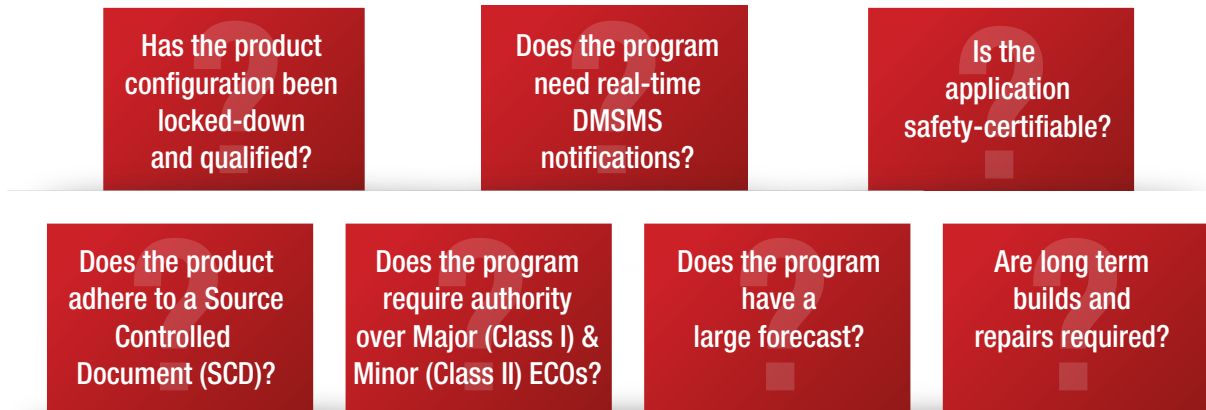 Has the product
configuration been
locked-down
and qualified?
Does the program
need real-time
DMSMS
notifications?
Is the
application
safety-certifiable?
Does the product
adhere to a Source
Controlled
Document (SCD)?
Does the program
require authority
over Major (Class I) &
Minor (Class II) ECOs?
Does the program
have a
large forecast?
Are long term
builds and
repairs required?